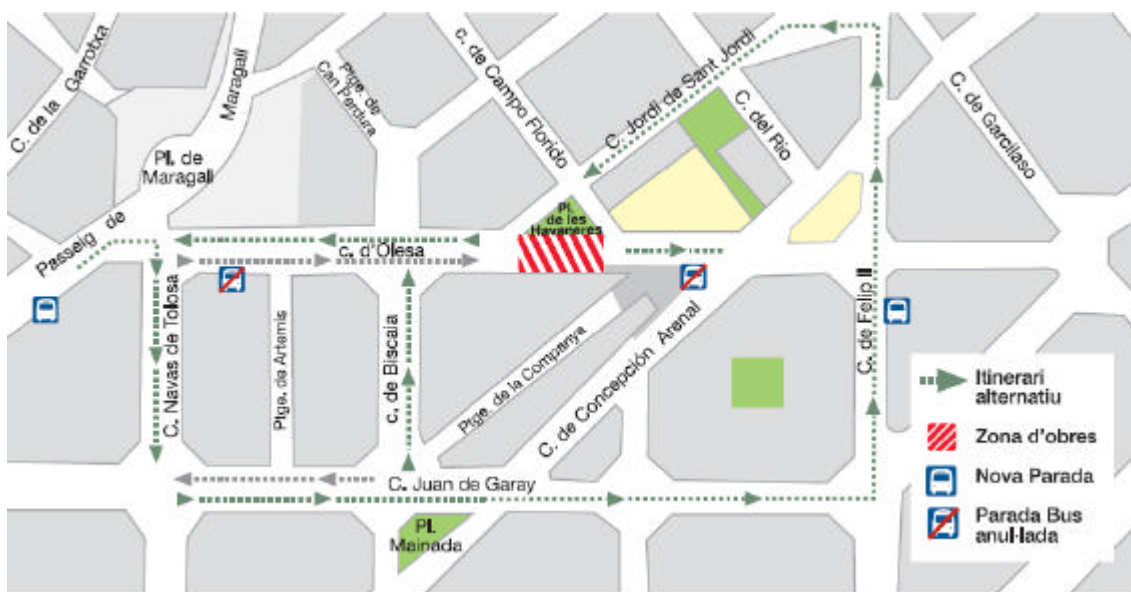 C. de la Garrotxa
Maragall
Ptge. de
Can Perdura
c. de Campo Florido
C. Jordi de Sant Jordi
C. del Rio
C. de Garcilaso
Pl. de
Maragall
Passeig de
Pl.
de les
Havaneres
c. d'Olesa
C. Navas de Tolosa
Ptge. de Artemis
c. de Biscaia
Ptge. de la Companya
C. de Concepción Arenal
C. de Felip II
C. Juan de Garay
Pl.
Mainada
Itinerari
alternatiu
Zona d'obres
Nova Parada
Parada Bus
anul·lada